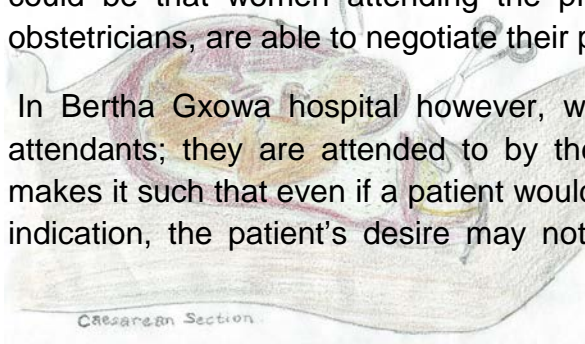 could be that women attending the
obstetricians, are able to negotiate their
In Bertha Gxowa hospital however,
attendants; they are attended to by
makes it such that even if a patient
indication, the patient's desire may not
Caesarean Section